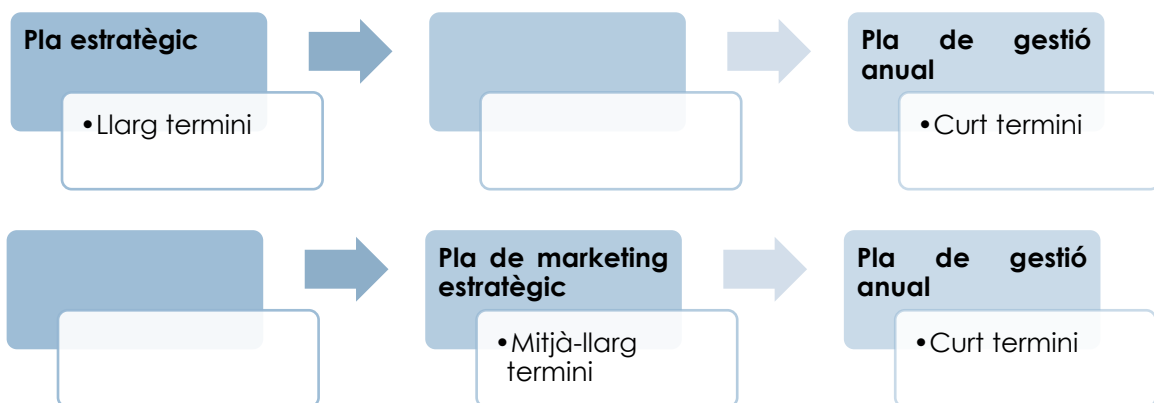 Pla estratègic
•Llarg termini
Pla de gestió
anual
•Curt termini
Pla de marketing
estratègic
•Mitjà-llarg
termini
Pla de gestió
anual
•Curt termini